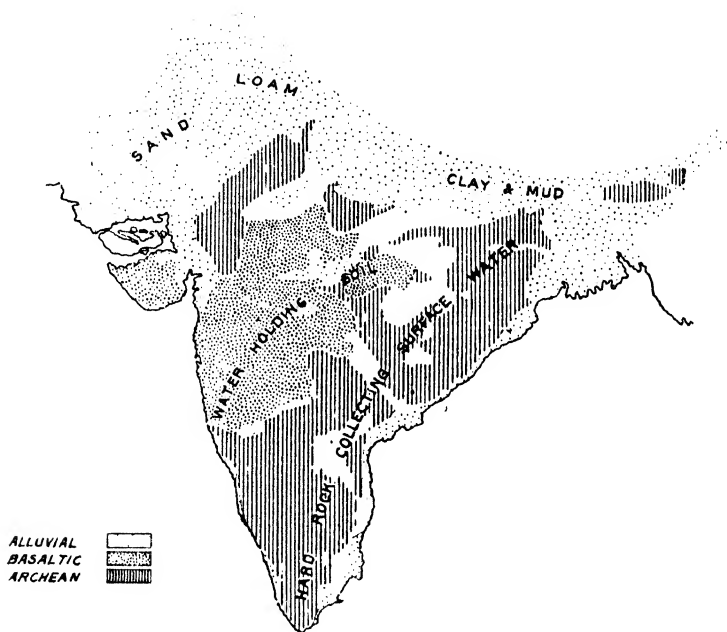 LOAM
SAND
CLAY & MUD
WATER HOLDING SOIL
HARD ROCK COLLECTING SURFACE WATER
ALLUVIAL
BASALTIC
ARCHEAN